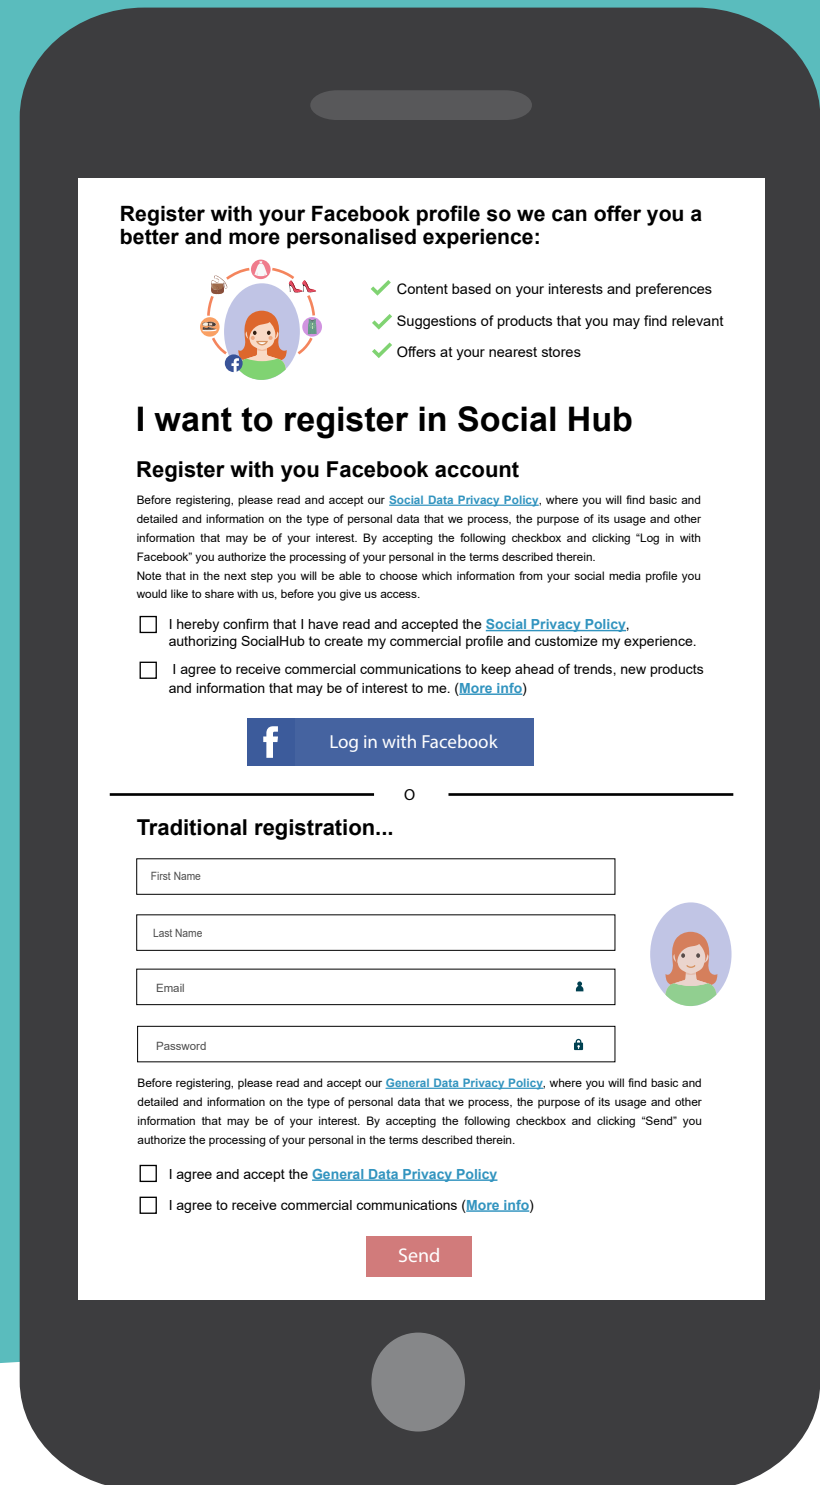 Register with your Facebook profile so we can offer you a
better and more personalised experience:
Content based on your interests and preferences
Suggestions of products that you may find relevant
Offers at your nearest stores
I want to register in Social Hub
Register with you Facebook account
Before registering, please read and accept our Social Data Privacy Policy, where you will find basic and
detailed and information on the type of personal data that we process, the purpose of its usage and other
information that may be of your interest. By accepting the following checkbox and clicking “Log in with
Facebook” you authorize the processing of your personal in the terms described therein.
Note that in the next step you will be able to choose which information from your social media profile you
would like to share with us, before you give us access.
I hereby confirm that I have read and accepted the Social Privacy Policy,
authorizing SocialHub to create my commercial profile and customize my experience.
I agree to receive commercial communications to keep ahead of trends, new products
and information that may be of interest to me. (More info)
f Log in with Facebook
O
Traditional registration...
First Name
Last Name
Email
Password
Before registering, please read and accept our General Data Privacy Policy, where you will find basic and
detailed and information on the type of personal data that we process, the purpose of its usage and other
information that may be of your interest. By accepting the following checkbox and clicking “Send” you
authorize the processing of your personal in the terms described therein.
I agree and accept the General Data Privacy Policy
I agree to receive commercial communications (More info)
Send